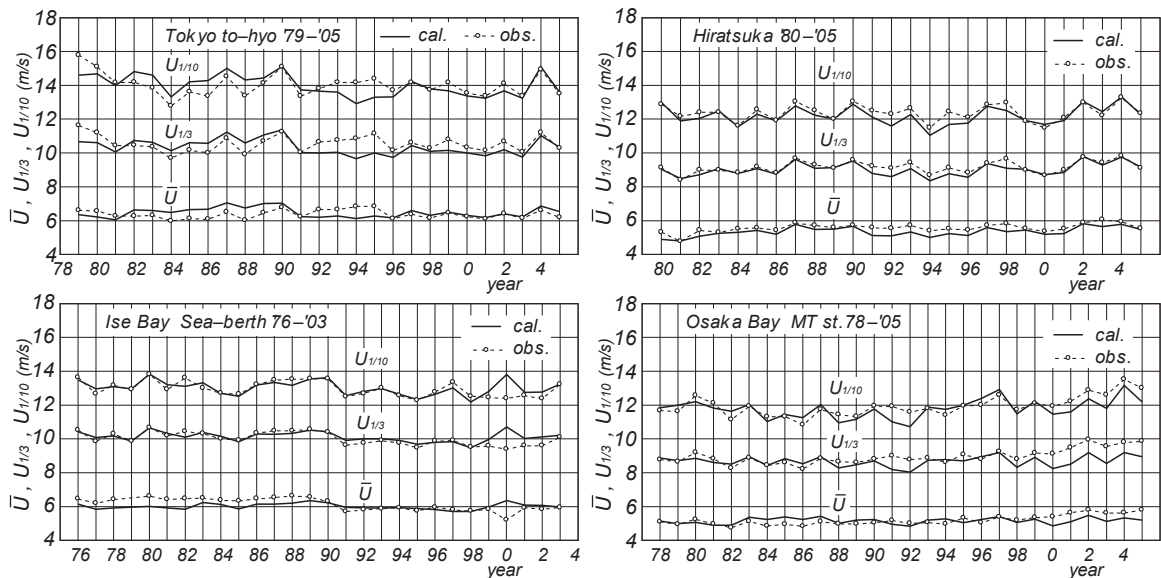 Ū , U1/3, U1/10 (m/s)
18
16
14
12
10
8
6
4
Tokyo to–hyo '79–'05
cal.
obs.
U1/10
U1/3
Ū
78 80 82 84 86 88 90 92 94 96 98 0 2 4
year
Ū , U1/3, U1/10 (m/s)
18
16
14
12
10
8
6
4
Hiratsuka '80–'05
cal.
obs.
U1/10
U1/3
Ū
80 82 84 86 88 90 92 94 96 98 0 2 4
year
Ū , U1/3, U1/10 (m/s)
18
16
14
12
10
8
6
4
Ise Bay Sea–berth '76–'03
cal.
obs.
U1/10
U1/3
Ū
76 78 80 82 84 86 88 90 92 94 96 98 0 2 4
year
Ū , U1/3, U1/10 (m/s)
18
16
14
12
10
8
6
4
Osaka Bay MT st.78–'05
cal.
obs.
U1/10
U1/3
Ū
78 80 82 84 86 88 90 92 94 96 98 0 2 4
year